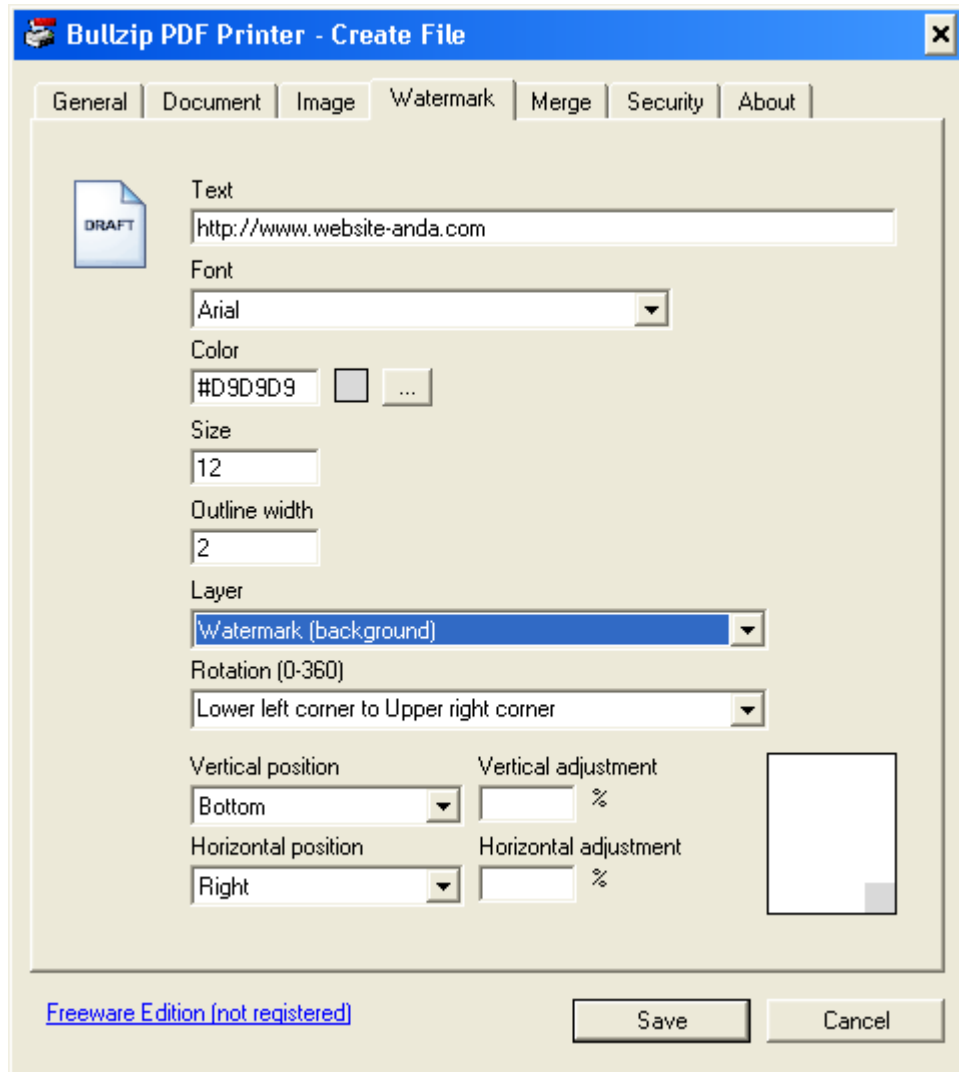 Bullzip PDF Printer - Create File
General Document Image Watermark Merge Security About
DRAFT
Text
http://www.website-anda.com
Font
Arial
Color
#D9D9D9 ...
Size
12
Outline width
2
Layer
Watermark (background)
Rotation (0-360)
Lower left corner to Upper right corner
Vertical position Vertical adjustment
Bottom %
Horizontal position Horizontal adjustment
Right %
Freeware Edition (not registered) Save Cancel